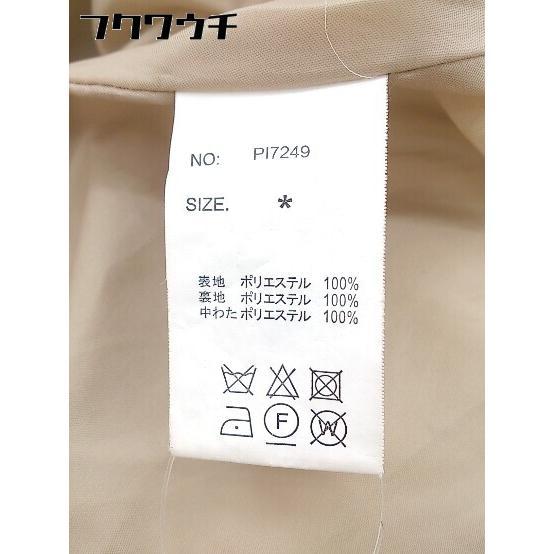 フクワウチ
NO: PI7249
SIZE. *
表地 ポリエステル 100%
裏地 ポリエステル 100%
中わた ポリエステル 100%
F W